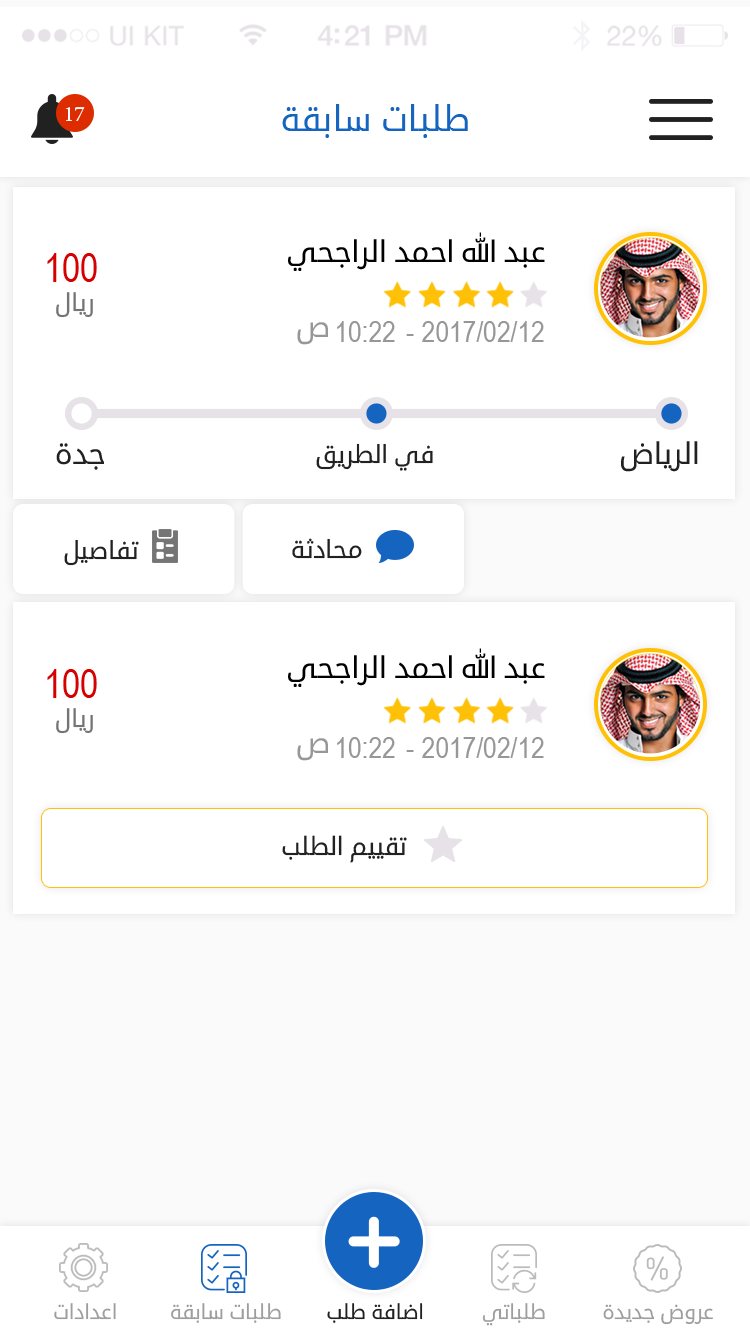 UI KIT 4:21 PM 22%
طلبات سابقة
17
عبد الله احمد الراجحي
100
ريال
2017/02/12 - 10:22 ص
الرياض
في الطريق
جدة
محادثة
تفاصيل
عبد الله احمد الراجحي
100
ريال
2017/02/12 - 10:22 ص
تقييم الطلب
عروض جديدة
طلباتي
اضافة طلب
طلبات سابقة
اعدادات